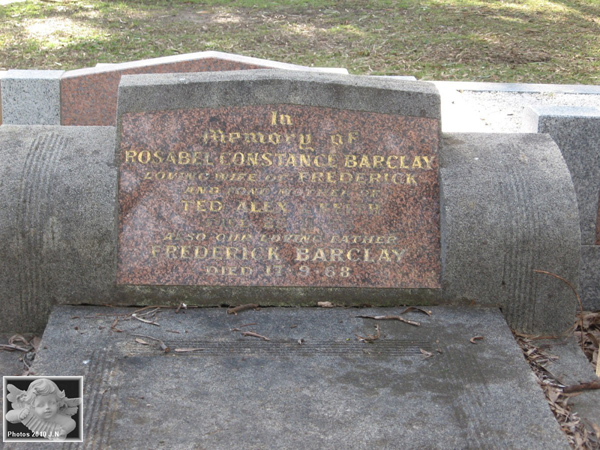 In
Memory of
ROSABEL CONSTANCE BARCLAY
LOVING WIFE OF FREDERICK
AND FOND MOTHER OF
TED ALEX
ALSO OUR LOVING FATHER
FREDERICK BARCLAY
DIED 17-9-68
Photos 2010 J.N